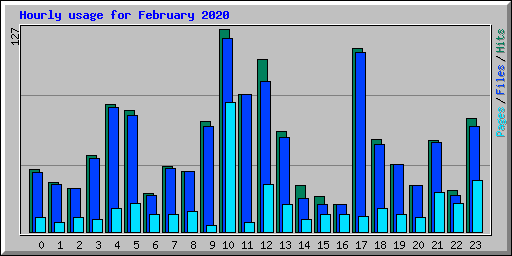 Hourly usage for February 2020
127
Pages/Files/Hits
0 1 2 3 4 5 6 7 8 9 10 11 12 13 14 15 16 17 18 19 20 21 22 23